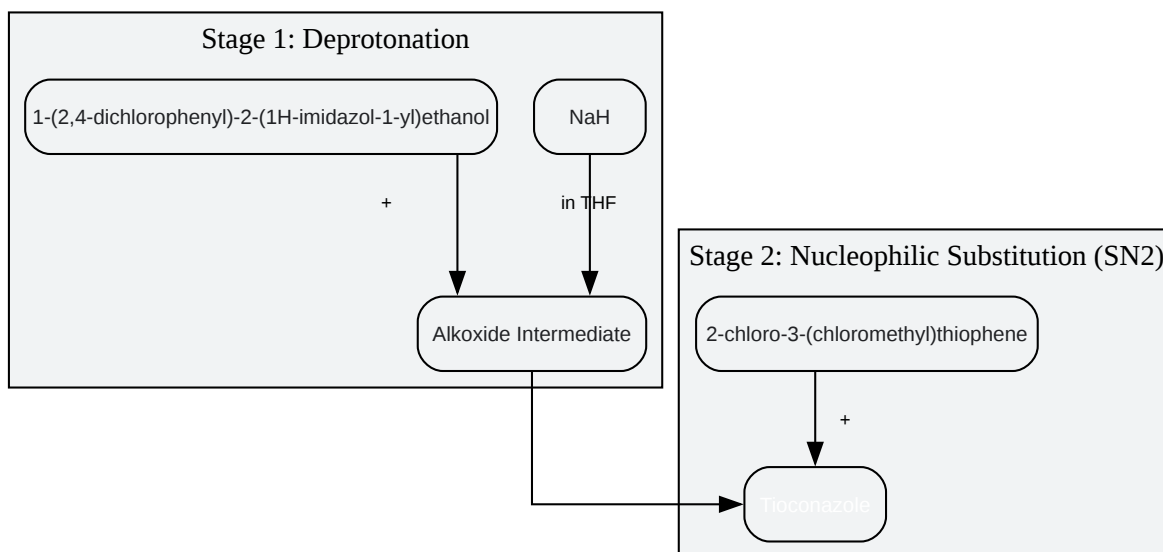 Stage 1: Deprotonation
1-(2,4-dichlorophenyl)-2-(1H-imidazol-1-yl)ethanol
NaH
+
in THF
Alkoxide Intermediate
Stage 2: Nucleophilic Substitution (SN2)
2-chloro-3-(chloromethyl)thiophene
+
Tioconazole